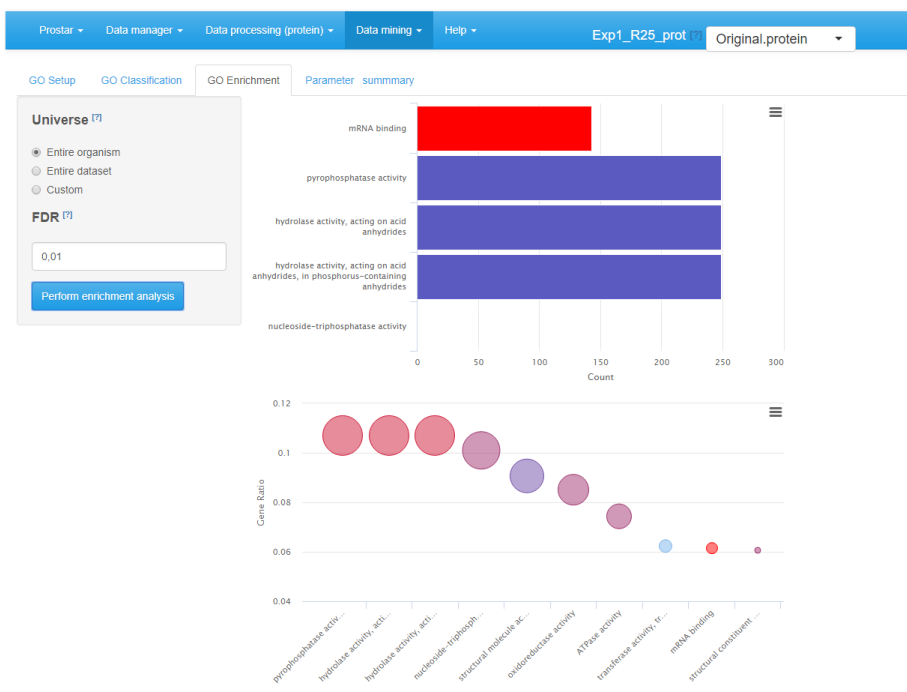 Prostar Data manager Data processing (protein) Data mining Help Exp1_R25_prot [?] Original.protein
GO Setup GO Classification GO Enrichment Parameter summmary
Universe [?]
Entire organism
Entire dataset
Custom
FDR [?]
0,01
Perform enrichment analysis
mRNA binding
pyrophosphatase activity
hydrolase activity, acting on acid
anhydrides
hydrolase activity, acting on acid
anhydrides, in phosphorus-containing
anhydrides
nucleoside-triphosphatase activity
0 50 100 150 200 250 300
Count
0.12
0.1
0.08
0.06
0.04
Gene Ratio
pyrophosphatase activ...
hydrolase activity, acti...
hydrolase activity, acti...
nucleoside-triphosph...
structural molecule ac...
oxidoreductase activity
ATPase activity
transferase activity, tr...
mRNA binding
structural constituent ...